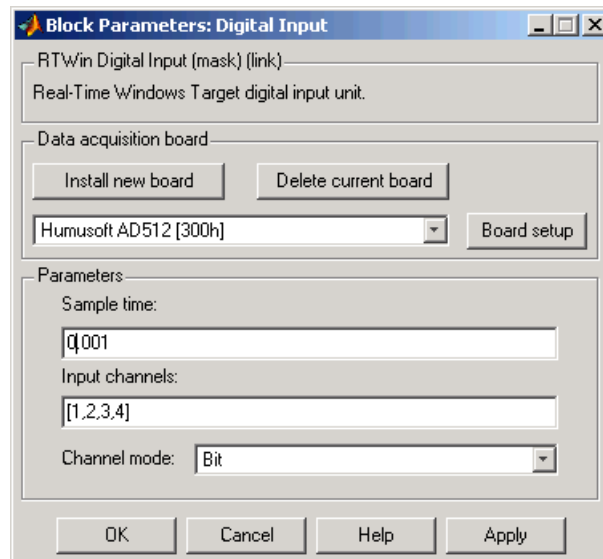 Block Parameters: Digital Input
RTWin Digital Input (mask) (link)
Real-Time Windows Target digital input unit.
Data acquisition board
Install new board Delete current board
Humusoft AD512 [300h] Board setup
Parameters
Sample time:
0.001
Input channels:
[1,2,3,4]
Channel mode: Bit
OK Cancel Help Apply